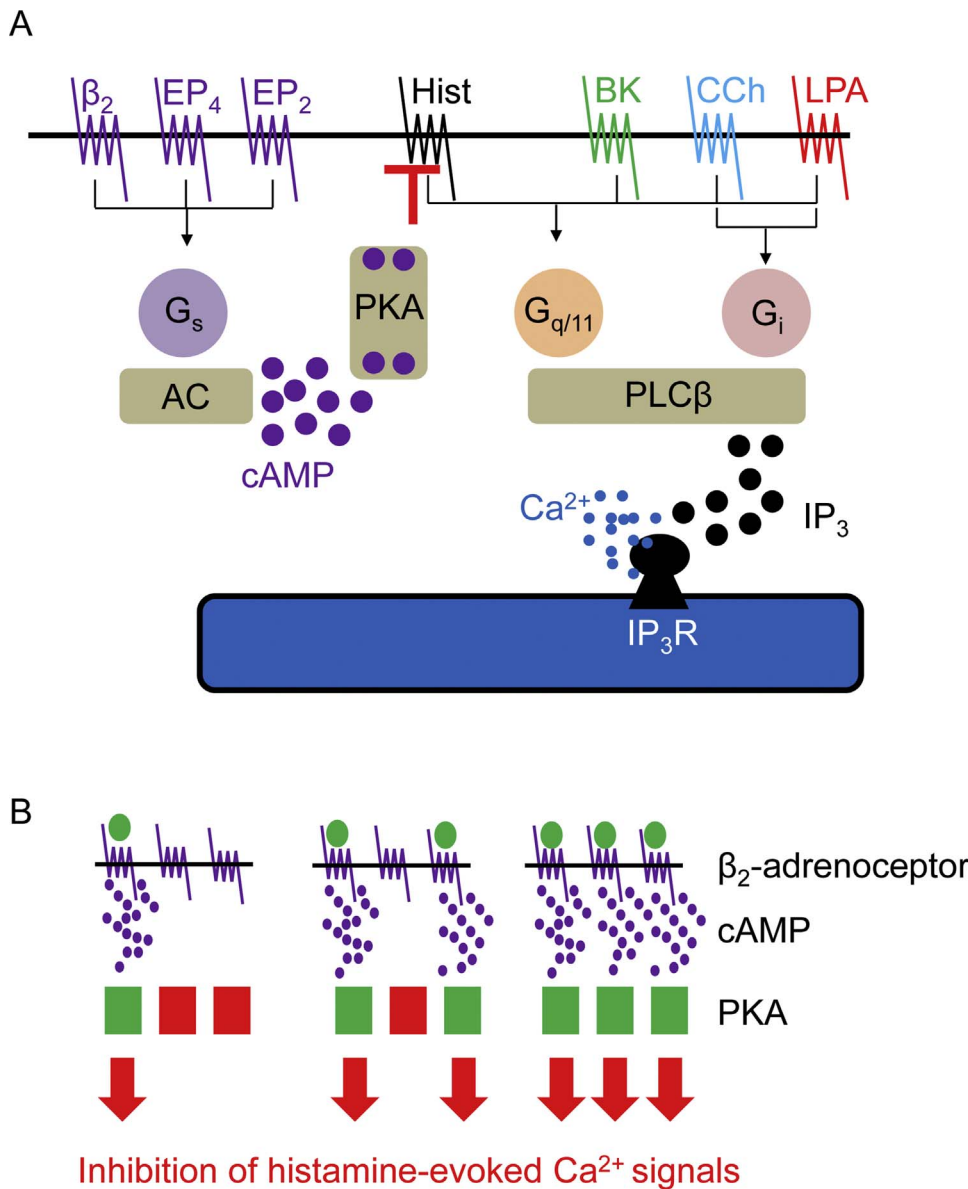 A
β₂ EP₄ EP₂ Hist BK CCh LPA
PKA
Gₛ G_q/11 Gᵢ
AC PLCβ
cAMP
Ca²⁺ IP₃
IP₃R
B
β₂-adrenoceptor
cAMP
PKA
Inhibition of histamine-evoked Ca²⁺ signals